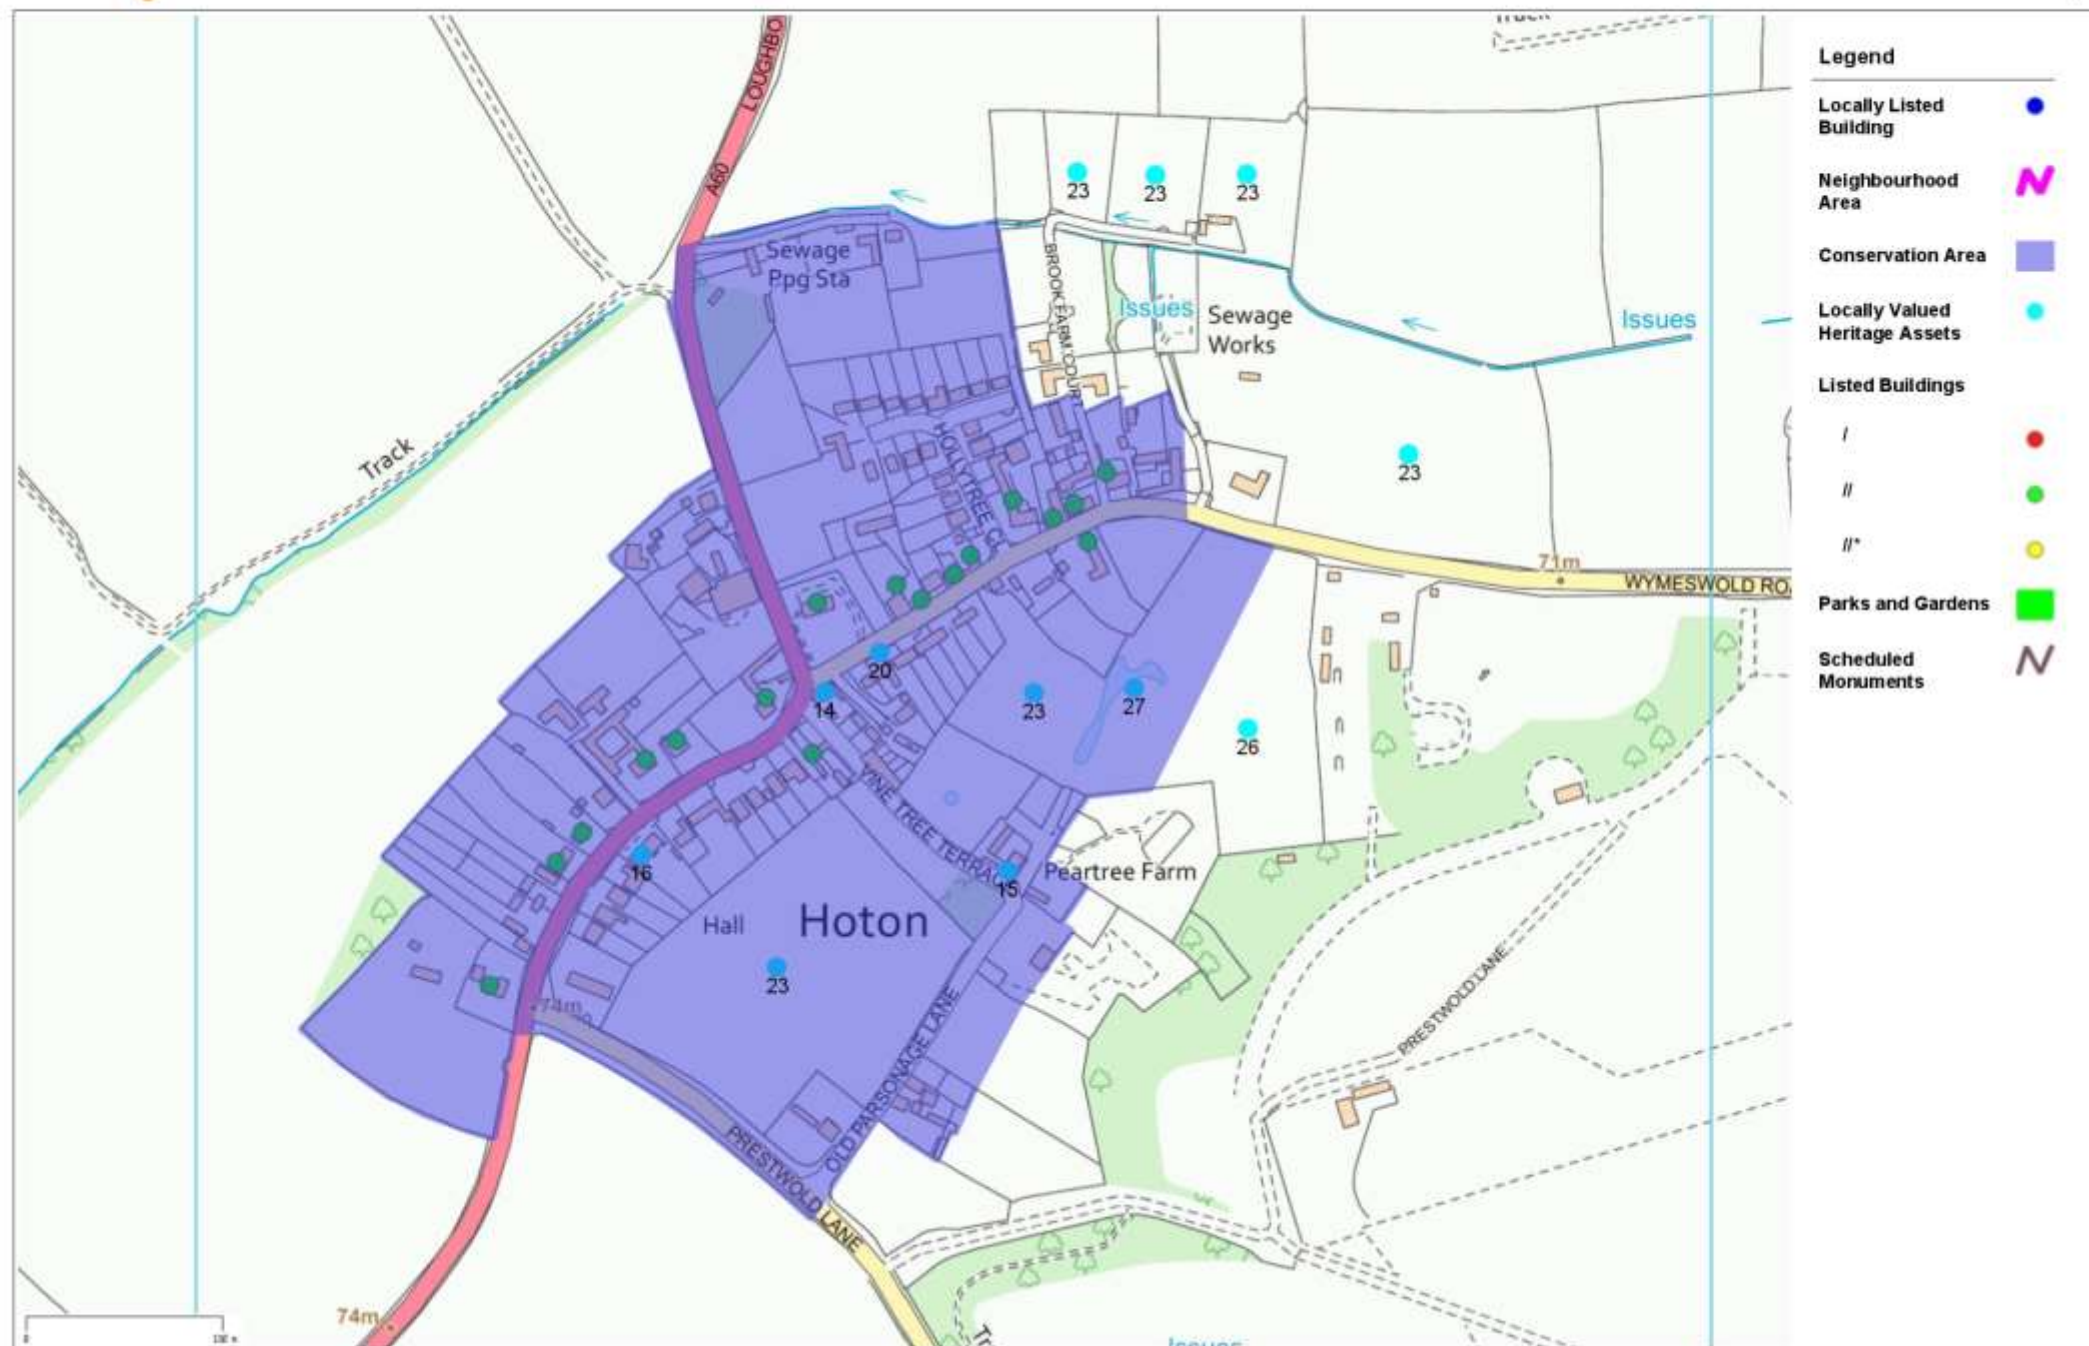 Legend
Locally Listed
Building
Neighbourhood
Area
Conservation Area
Locally Valued
Heritage Assets
Listed Buildings
I
II
II*
Parks and Gardens
Scheduled
Monuments
LOUGHBO
A60
23
23
23
Sewage
Ppg Sta
BROOK FARM COURT
Issues
Sewage
Works
Issues
Track
HOLLYTREE CL
23
71m
WYMESWOLD RO
20
14
23
27
26
VINE TREE TERRAC
16
15
Peartree Farm
Hall
Hoton
23
74m
OLD PARSONAGE LANE
PRESTWOLD LANE
PRESTWOLD LANE
74m
0
Tr
Issues